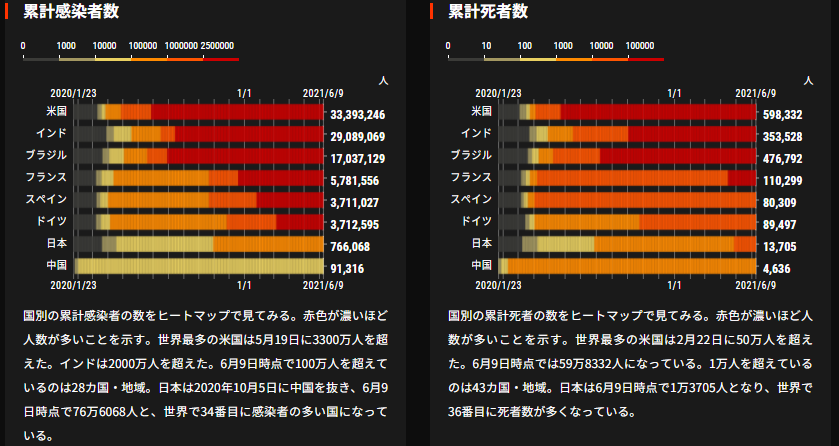 累計感染者数
0 1000 10000 100000 1000000 2500000
人
2020/1/23 1/1 2021/6/9
米国 33,393,246
インド 29,089,069
ブラジル 17,037,129
フランス 5,781,556
スペイン 3,711,027
ドイツ 3,712,595
日本 766,068
中国 91,316
2020/1/23 1/1 2021/6/9
国別の累計感染者の数をヒートマップで見てみる。赤色が濃いほど
人数が多いことを示す。世界最多の米国は5月19日に3300万人を超
えた。インドは2000万人を超えた。6月9日時点で100万人を超えて
いるのは28カ国・地域。日本は2020年10月5日に中国を抜き、6月9
日時点で76万6068人と、世界で34番目に感染者の多い国になって
いる。
累計死者数
0 10 100 1000 10000 100000
人
2020/1/23 1/1 2021/6/9
米国 598,332
インド 353,528
ブラジル 476,792
フランス 110,299
スペイン 80,309
ドイツ 89,497
日本 13,705
中国 4,636
2020/1/23 1/1 2021/6/9
国別の累計死者の数をヒートマップで見てみる。赤色が濃いほど人
数が多いことを示す。世界最多の米国は2月22日に50万人を超え
た。6月9日時点では59万8332人になっている。1万人を超えている
のは43カ国・地域。日本は6月9日時点で1万3705人となり、世界で
36番目に死者数が多くなっている。